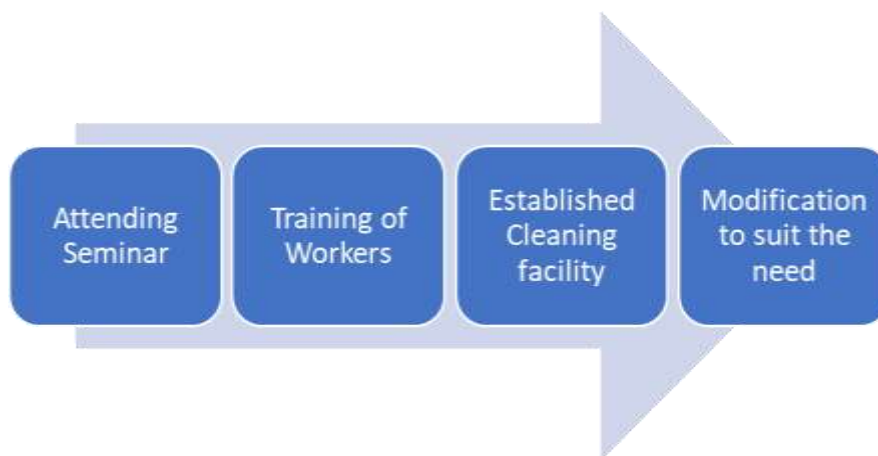 Attending
Seminar
Training of
Workers
Established
Cleaning
facility
Modification
to suit the
need